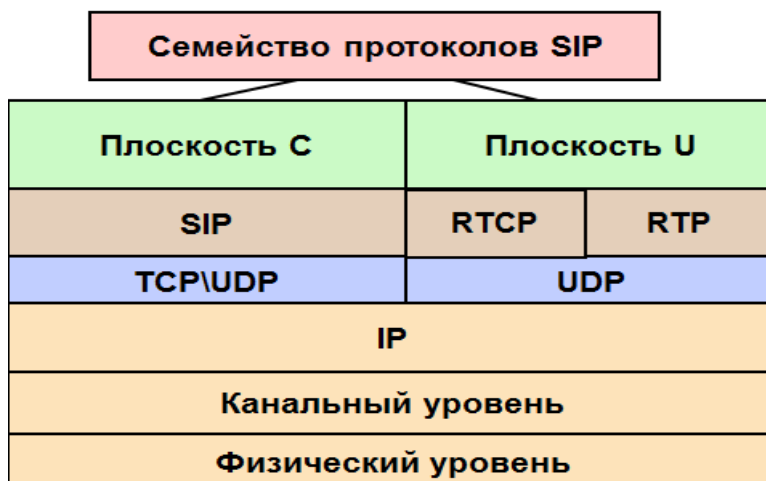 Семейство протоколов SIP
Плоскость C
Плоскость U
SIP
RTCP
RTP
TCP\UDP
UDP
IP
Канальный уровень
Физический уровень